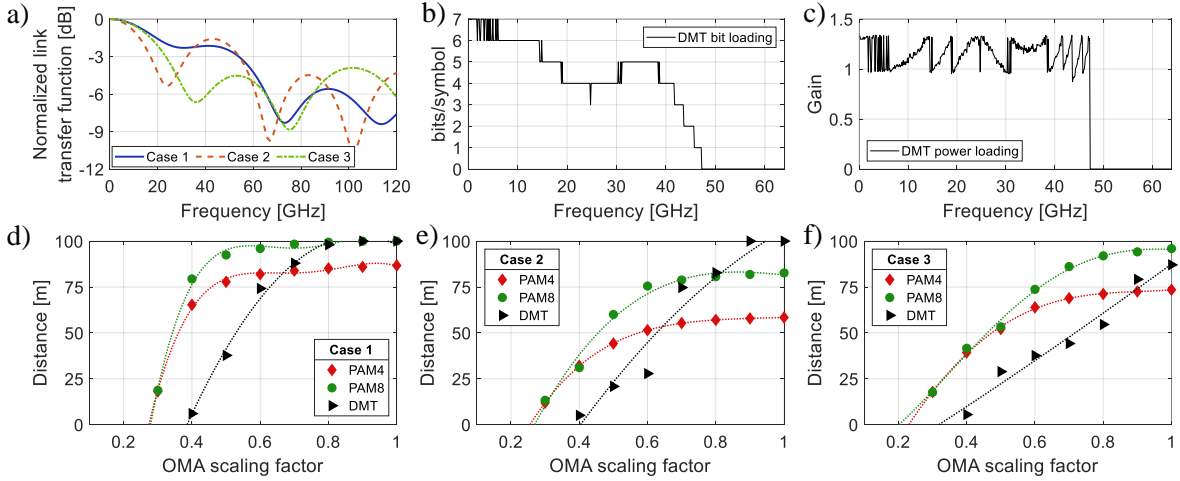 a)
Normalized link
transfer function [dB]
0
-3
-6
-9
-12
Case 1
Case 2
Case 3
0 20 40 60 80 100 120
Frequency [GHz]
b)
bits/symbol
7
6
5
4
3
2
1
0
DMT bit loading
0 20 40 60
Frequency [GHz]
c)
Gain
1.5
1
0.5
0
DMT power loading
0 20 40 60
Frequency [GHz]
d)
Distance [m]
100
75
50
25
0
Case 1
PAM4
PAM8
DMT
0.2 0.4 0.6 0.8 1
OMA scaling factor
e)
Distance [m]
100
75
50
25
0
Case 2
PAM4
PAM8
DMT
0.2 0.4 0.6 0.8 1
OMA scaling factor
f)
Distance [m]
100
75
50
25
0
Case 3
PAM4
PAM8
DMT
0.2 0.4 0.6 0.8 1
OMA scaling factor